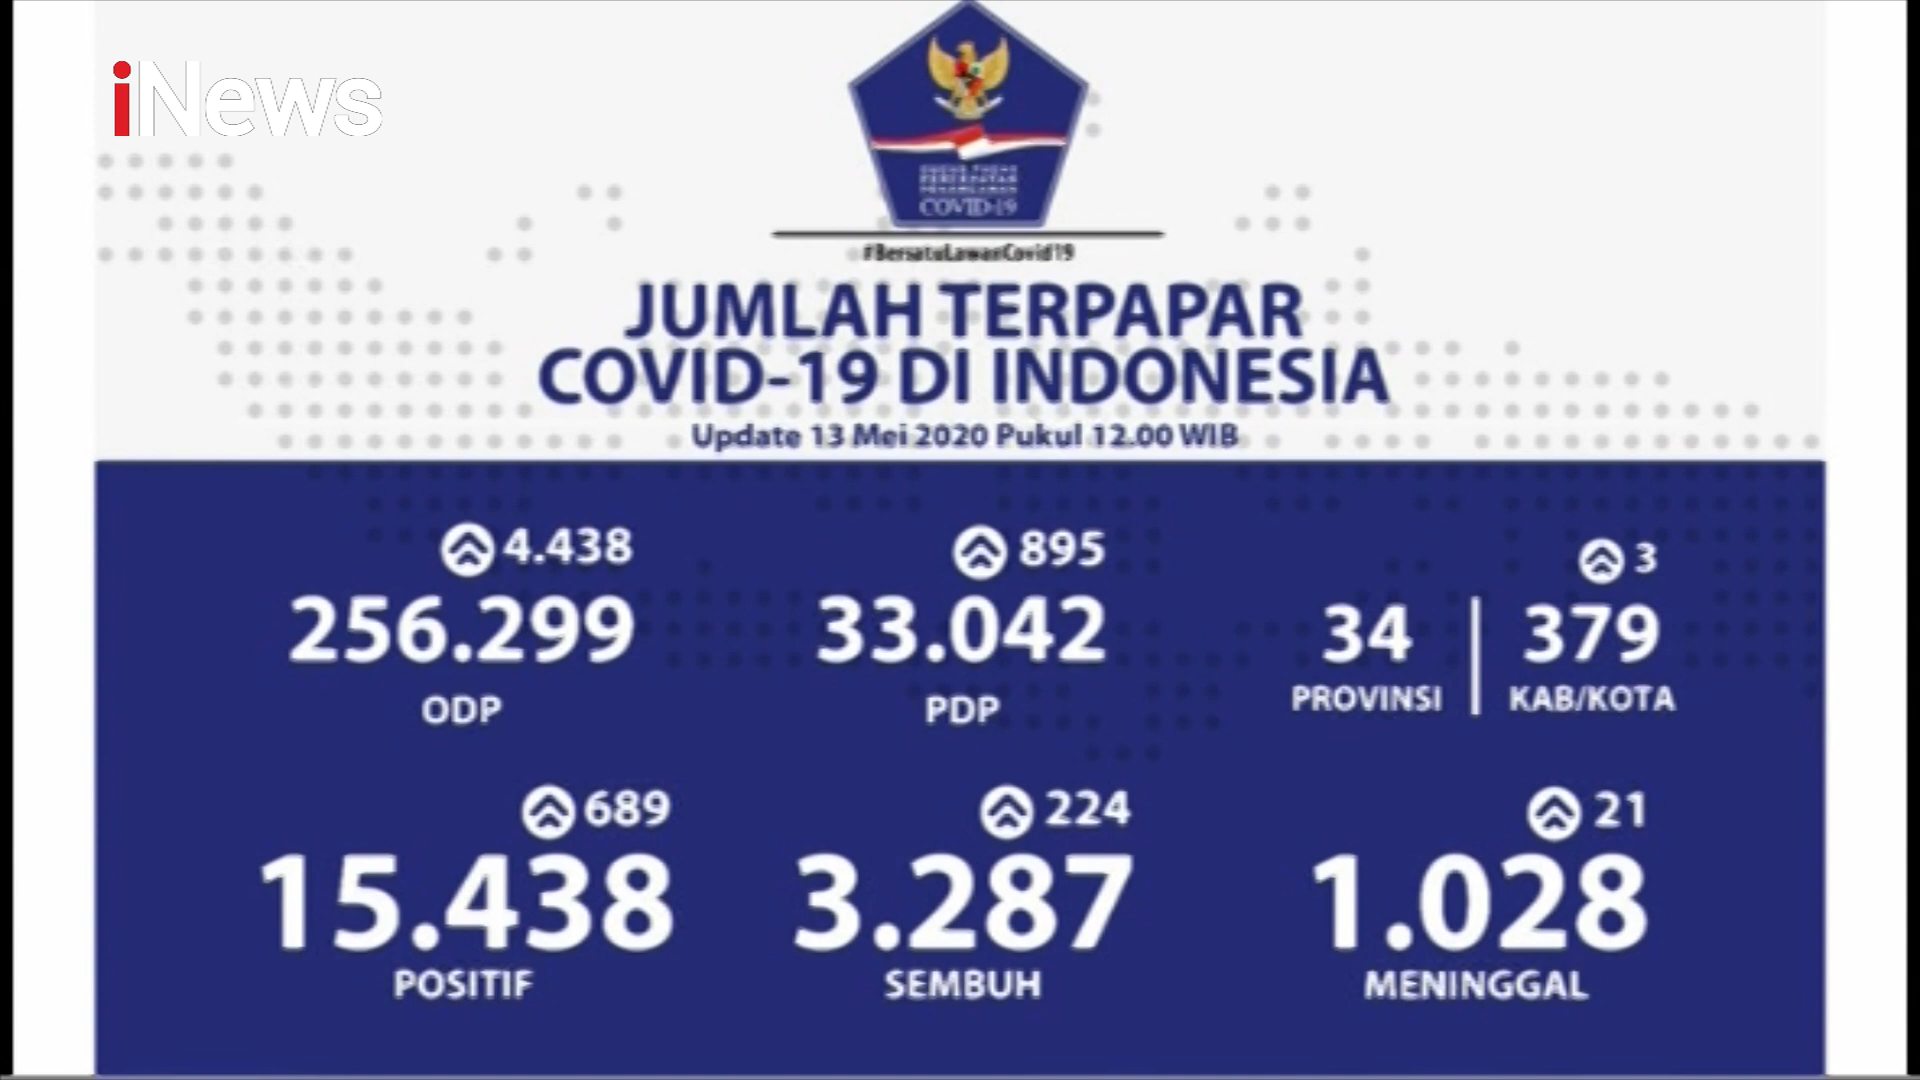 iNews
COVID-19
#BersatuLawanCovid19
JUMLAH TERPAPAR
COVID-19 DI INDONESIA
Update 13 Mei 2020 Pukul 12.00 WIB
4.438
256.299
ODP
895
33.042
PDP
34
PROVINSI
3
379
KAB/KOTA
689
15.438
POSITIF
224
3.287
SEMBUH
21
1.028
MENINGGAL